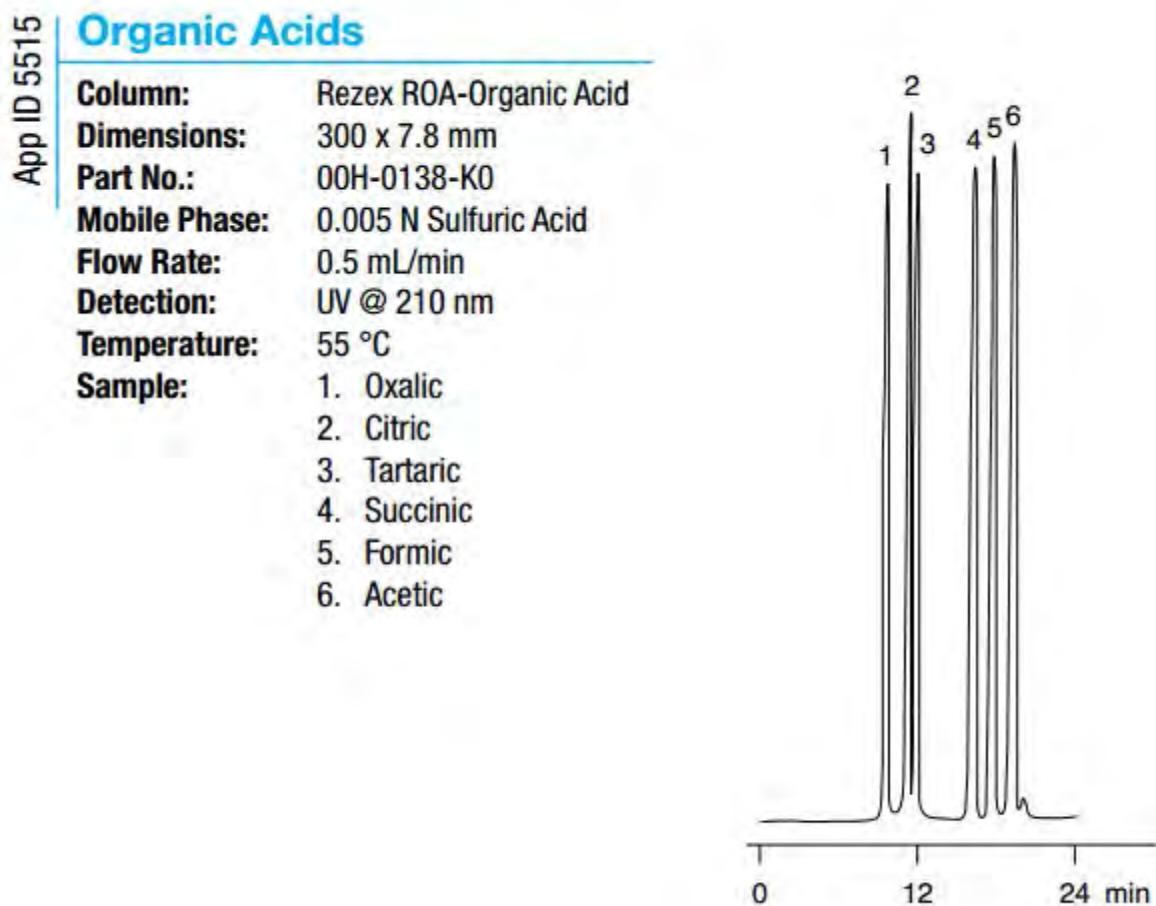 App ID 5515
Organic Acids
Column: Rezex ROA-Organic Acid
Dimensions: 300 x 7.8 mm
Part No.: 00H-0138-K0
Mobile Phase: 0.005 N Sulfuric Acid
Flow Rate: 0.5 mL/min
Detection: UV @ 210 nm
Temperature: 55 °C
Sample: 1. Oxalic
2. Citric
3. Tartaric
4. Succinic
5. Formic
6. Acetic
1
2
3
4
5
6
0 12 24 min